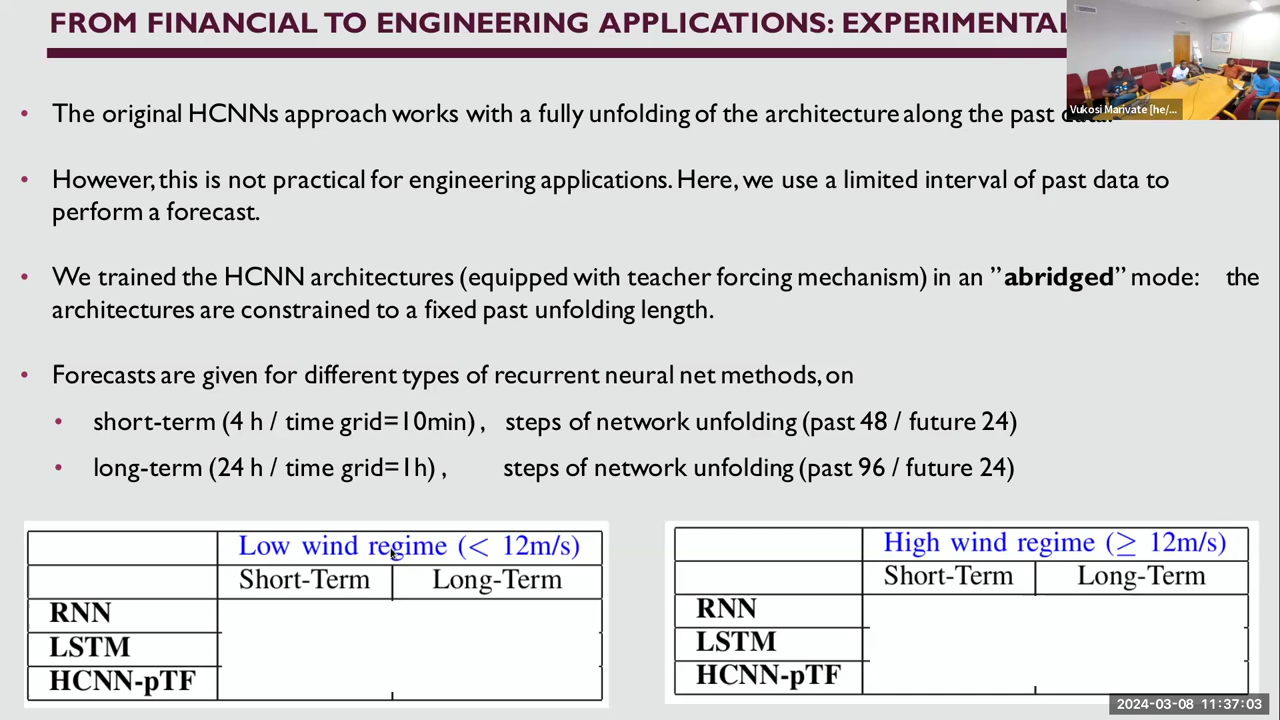 FROM FINANCIAL TO ENGINEERING APPLICATIONS: EXPERIMENTAL
Vukosi Marivate [he/...
• The original HCNNs approach works with a fully unfolding of the architecture along the past data.
• However, this is not practical for engineering applications. Here, we use a limited interval of past data to
perform a forecast.
• We trained the HCNN architectures (equipped with teacher forcing mechanism) in an ”abridged” mode: the
architectures are constrained to a fixed past unfolding length.
• Forecasts are given for different types of recurrent neural net methods, on
• short-term (4 h / time grid=10min) , steps of network unfolding (past 48 / future 24)
• long-term (24 h / time grid=1h) , steps of network unfolding (past 96 / future 24)
Low wind regime (< 12m/s)
Short-Term Long-Term
RNN
LSTM
HCNN-pTF
High wind regime (≥ 12m/s)
Short-Term Long-Term
RNN
LSTM
HCNN-pTF
2024-03-08 11:37:03